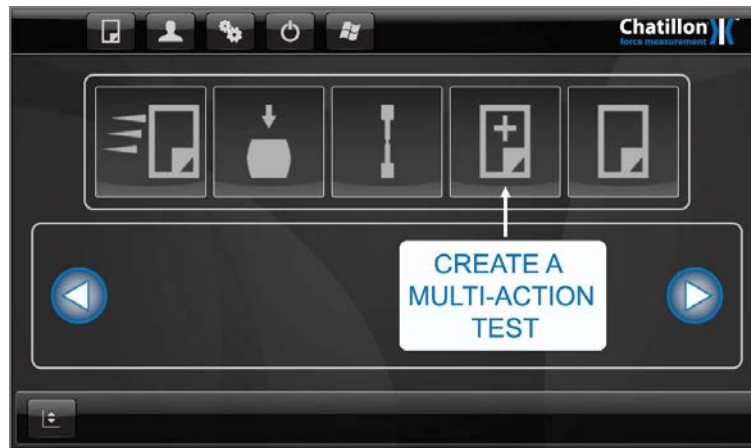 Chatillon
force measurement
CREATE A
MULTI-ACTION
TEST